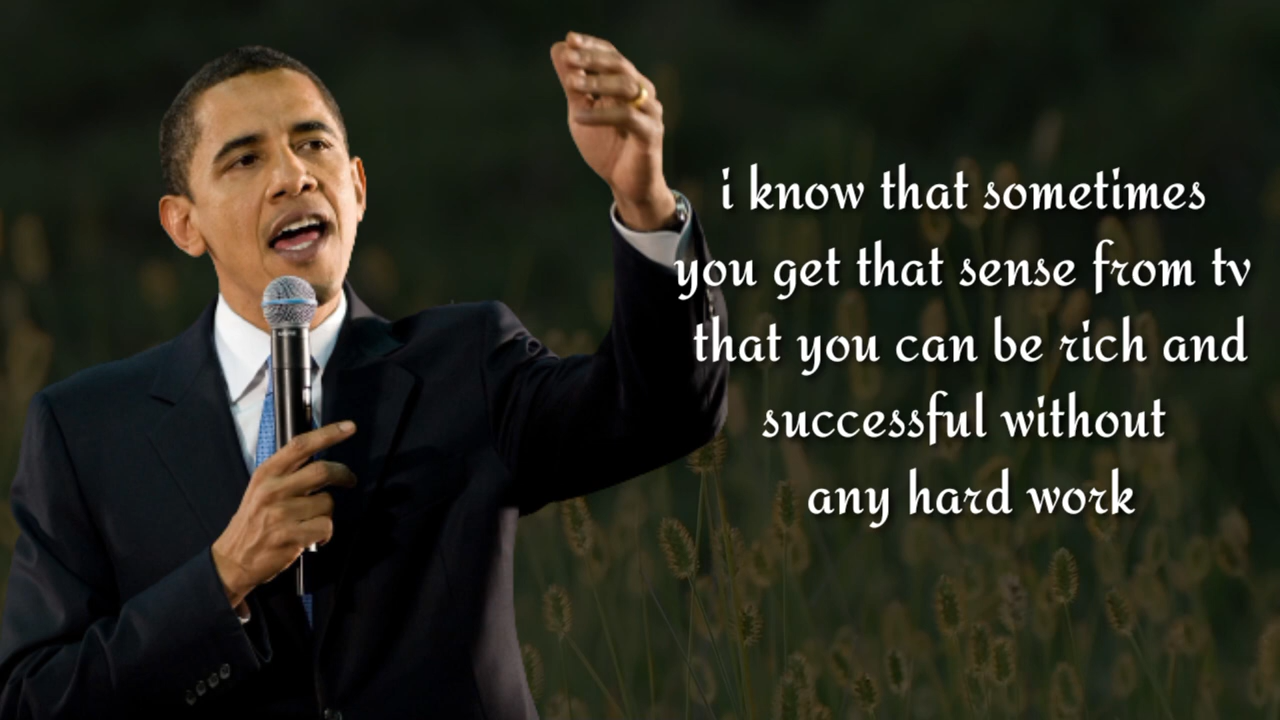 i know that sometimes
you get that sense from tv
that you can be rich and
successful without
any hard work